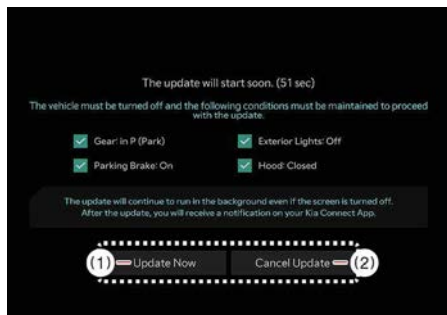 The update will start soon. (51 sec)
The vehicle must be turned off and the following conditions must be maintained to proceed
with the update.
Gear: in P (Park) Exterior Lights: Off
Parking Brake: On Hood: Closed
The update will continue to run in the background even if the screen is turned off.
After the update, you will receive a notification on your Kia Connect App.
(1) Update Now Cancel Update (2)